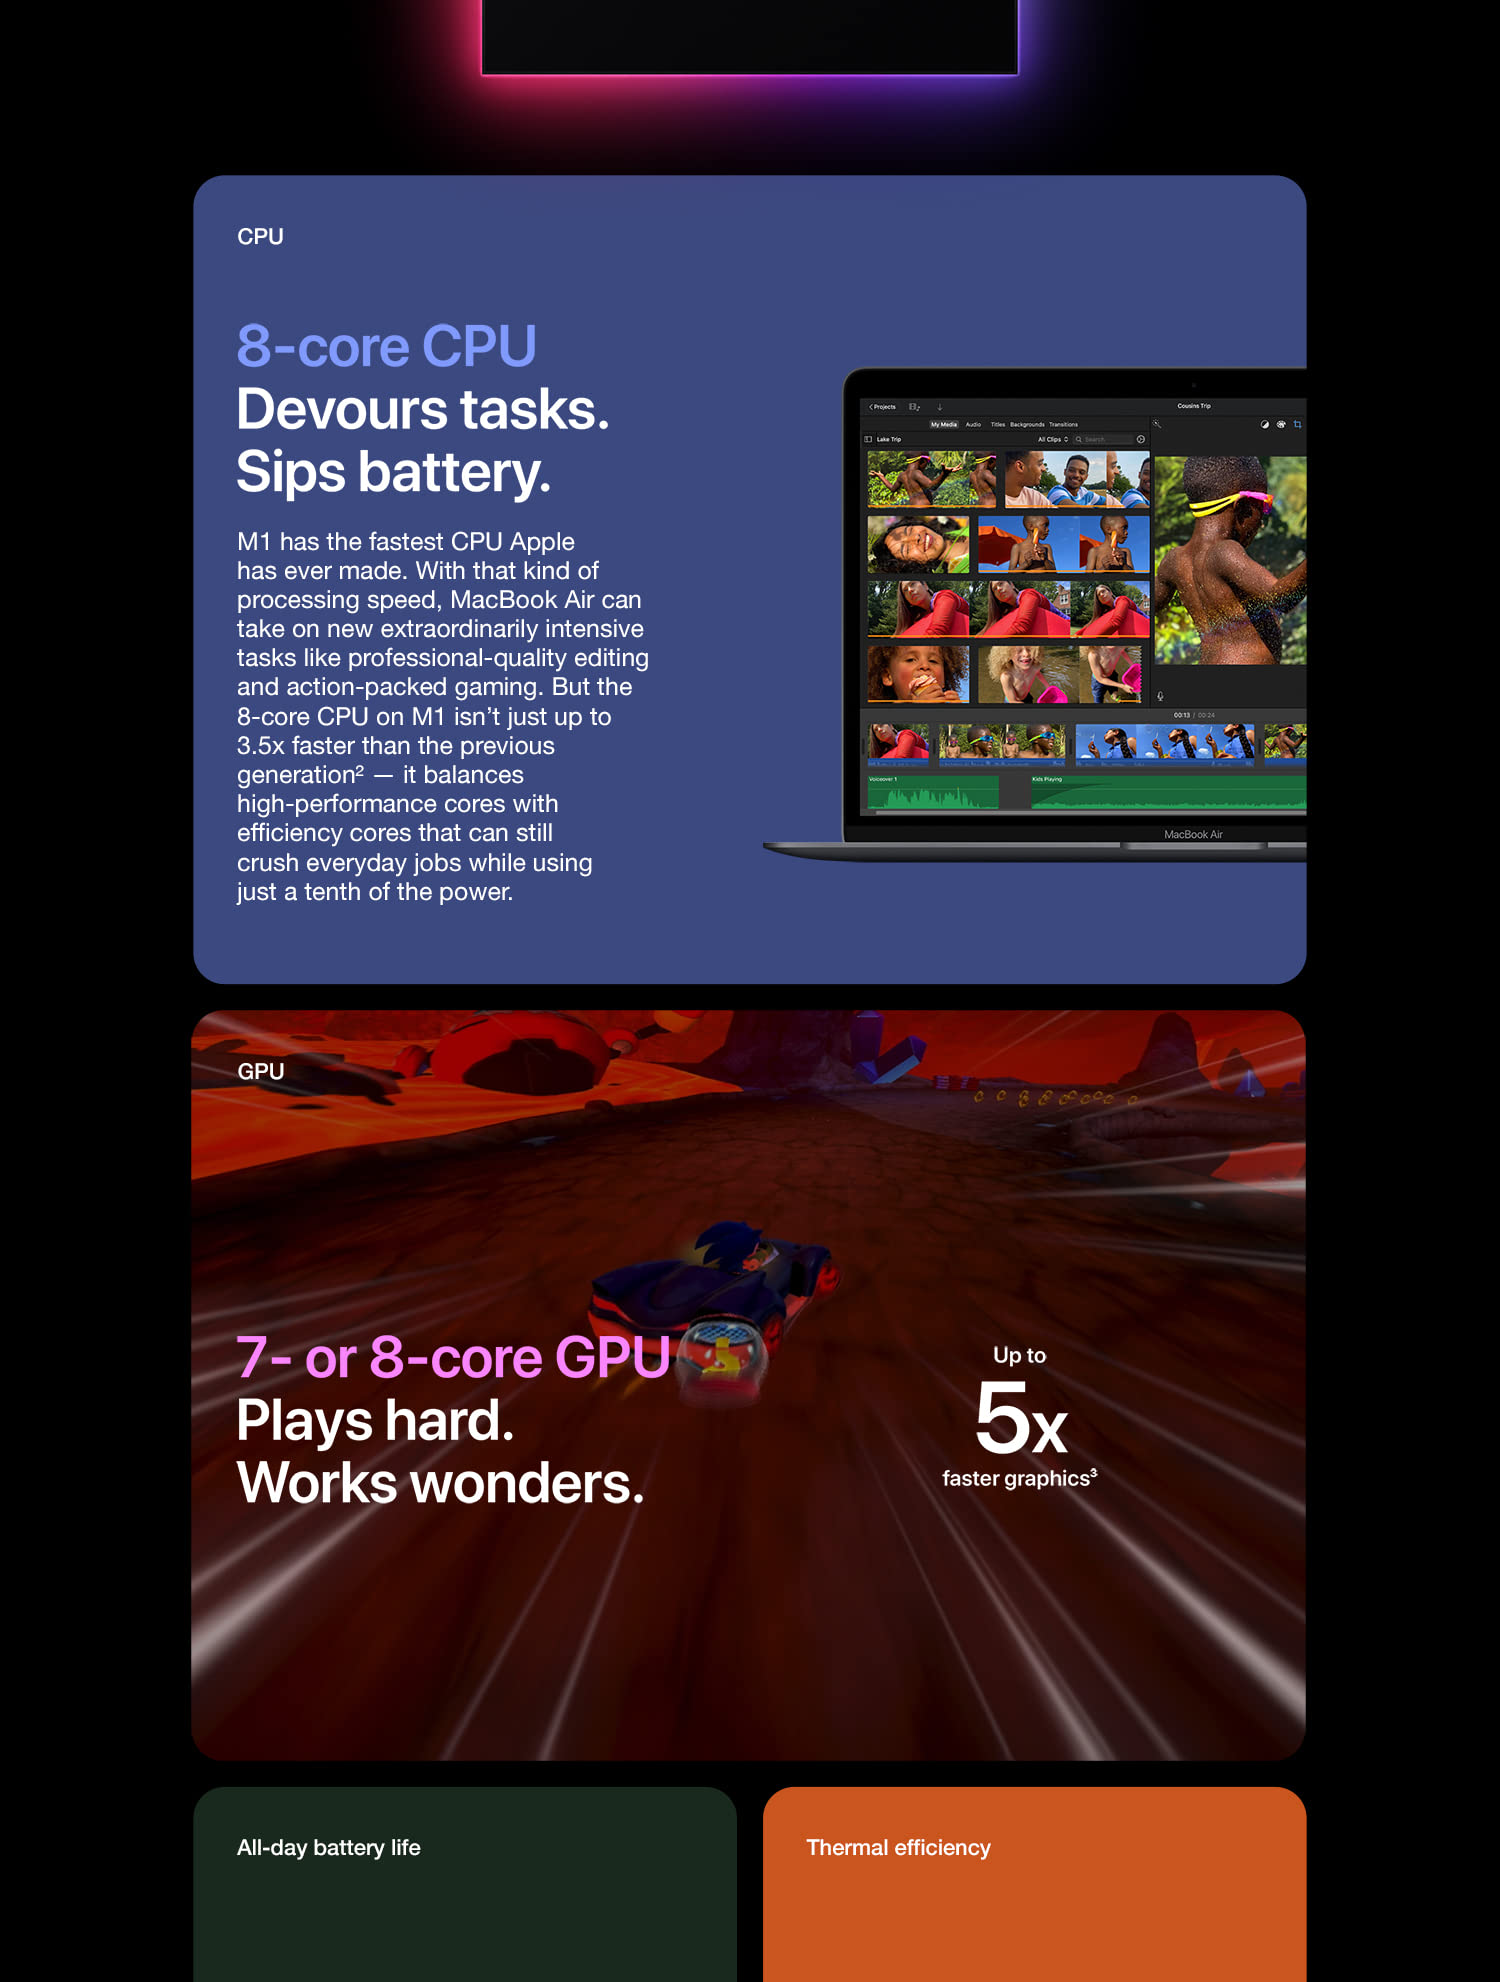 CPU
8-core CPU
Devours tasks.
Sips battery.
M1 has the fastest CPU Apple
has ever made. With that kind of
processing speed, MacBook Air can
take on new extraordinarily intensive
tasks like professional-quality editing
and action-packed gaming. But the
8-core CPU on M1 isn’t just up to
3.5x faster than the previous
generation² — it balances
high-performance cores with
efficiency cores that can still
crush everyday jobs while using
just a tenth of the power.
Projects
Cousins Trip
My Media Audio Titles Backgrounds Transitions
Lake Trip
All Clips
Search
00:13 / 00:24
Voiceover 1
Kids Playing
MacBook Air
GPU
7- or 8-core GPU
Plays hard.
Works wonders.
Up to
5x
faster graphics³
All-day battery life
Thermal efficiency